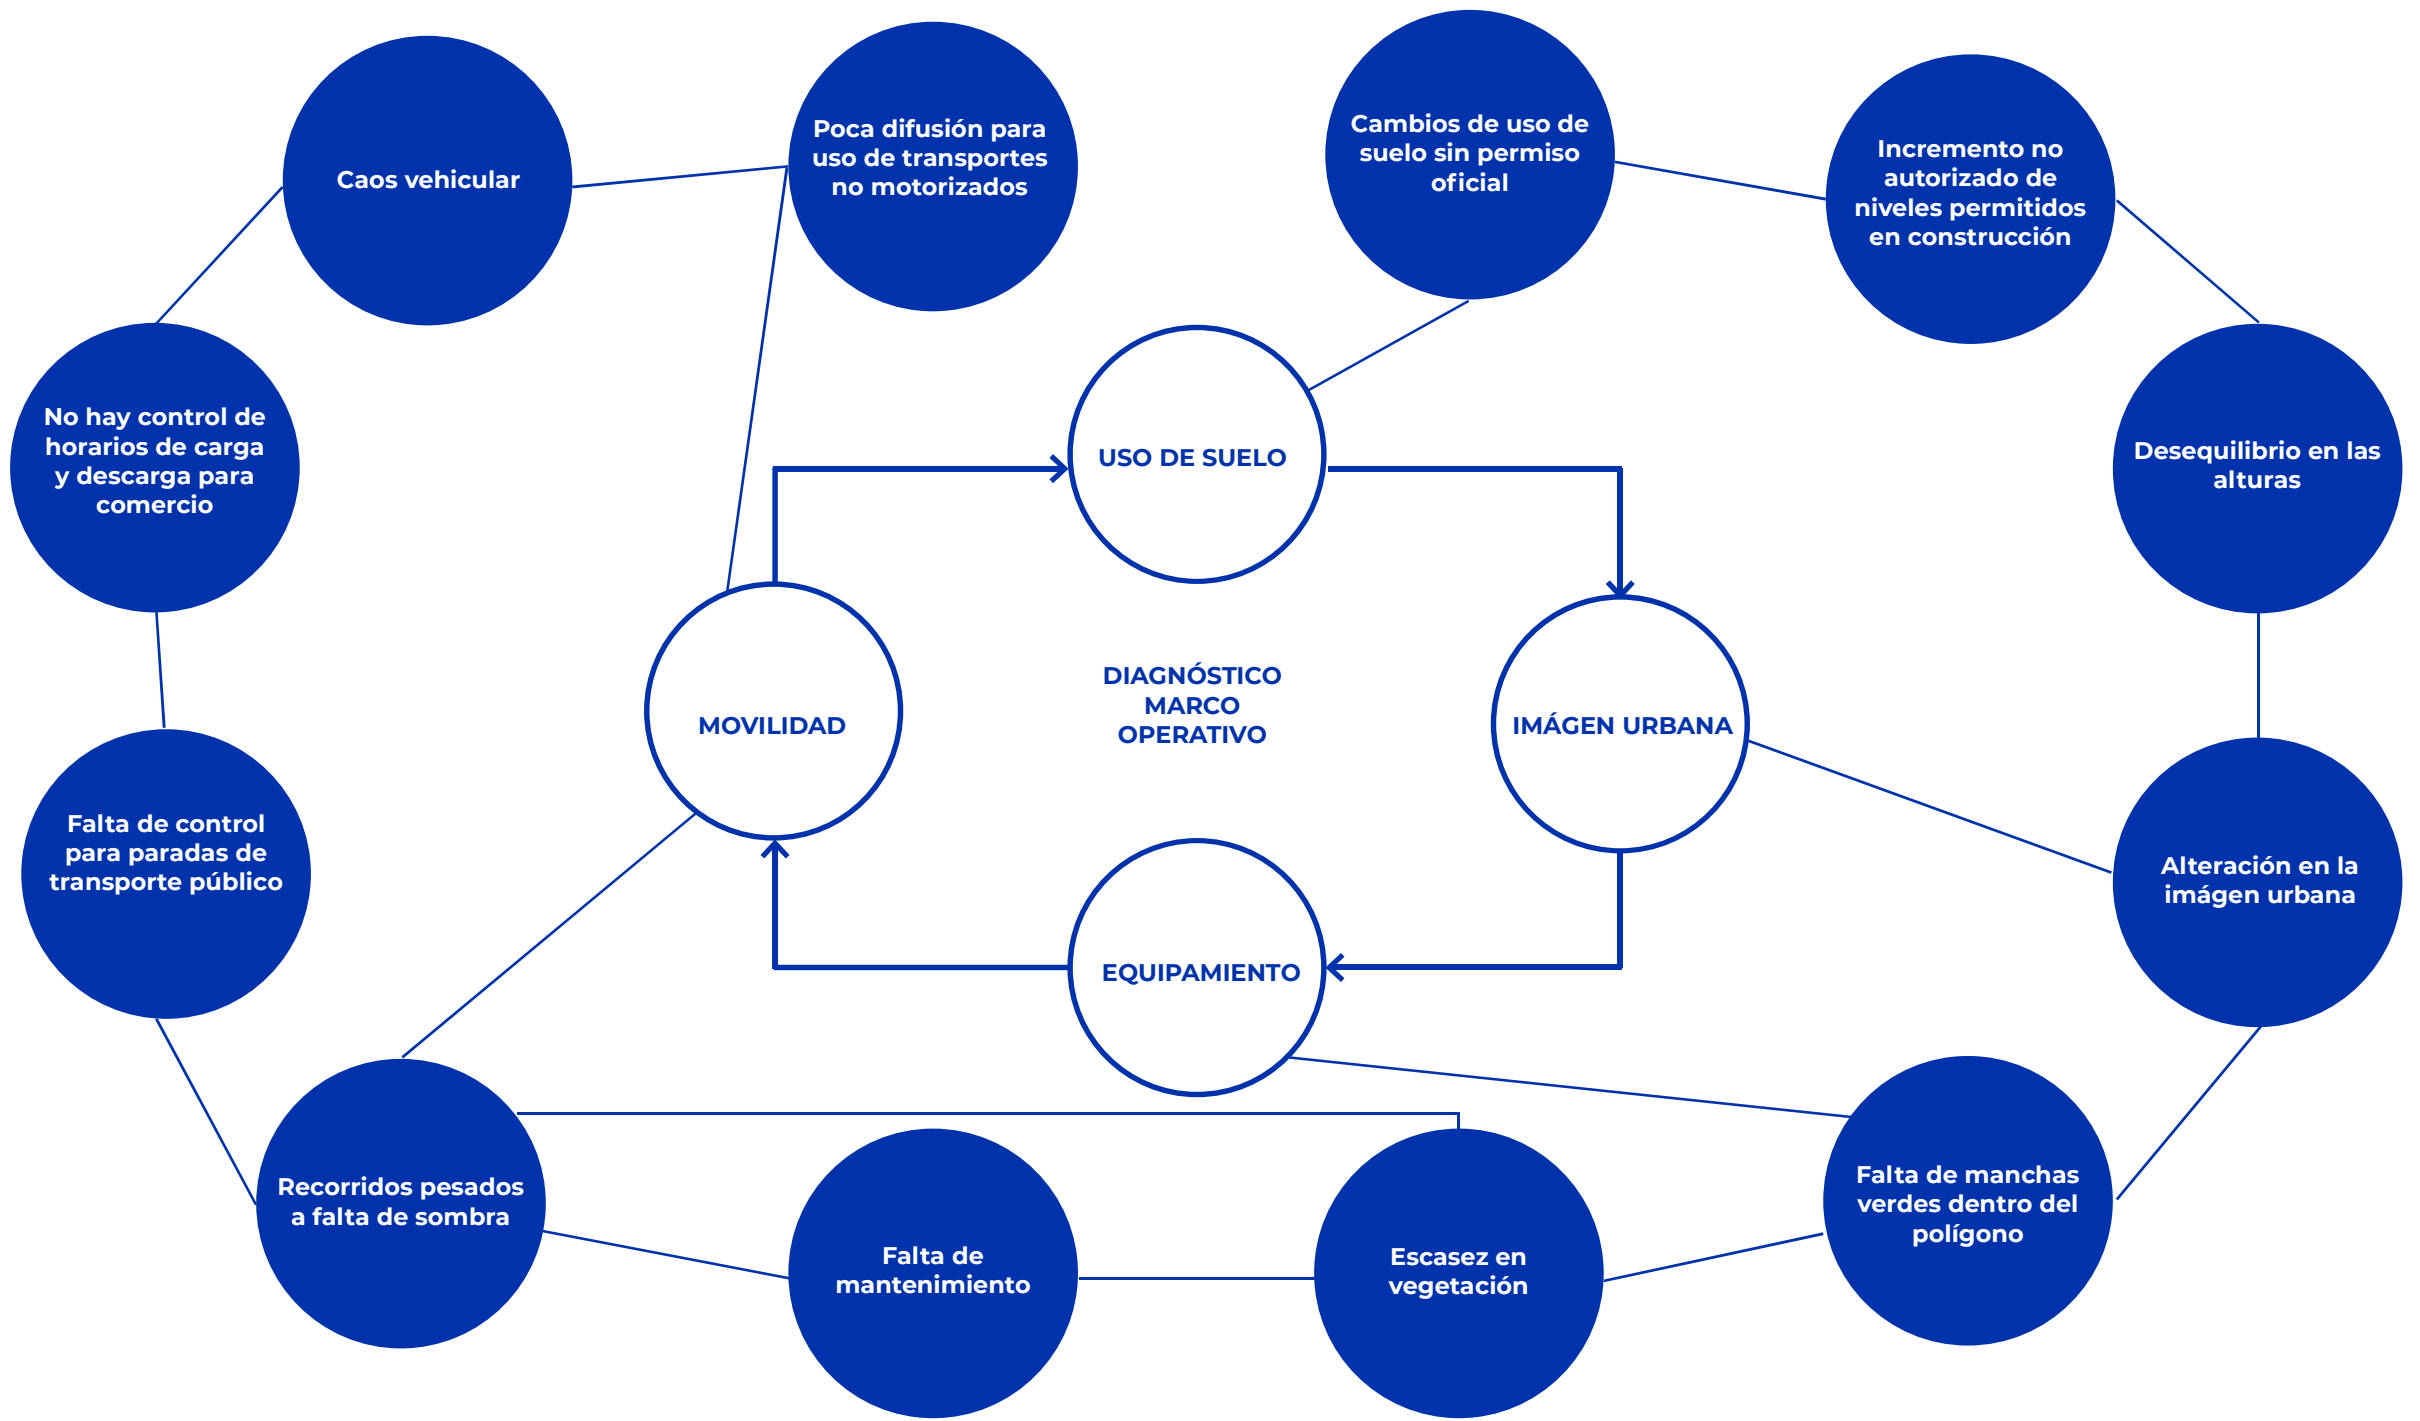 Caos vehicular
Poca difusión para
uso de transportes
no motorizados
Cambios de uso de
suelo sin permiso
oficial
Incremento no
autorizado de
niveles permitidos
en construcción
No hay control de
horarios de carga
y descarga para
comercio
USO DE SUELO
Desequilibrio en las
alturas
MOVILIDAD
DIAGNÓSTICO
MARCO
OPERATIVO
IMÁGEN URBANA
Falta de control
para paradas de
transporte público
EQUIPAMIENTO
Alteración en la
imágen urbana
Recorridos pesados
a falta de sombra
Falta de
mantenimiento
Escasez en
vegetación
Falta de manchas
verdes dentro del
polígono